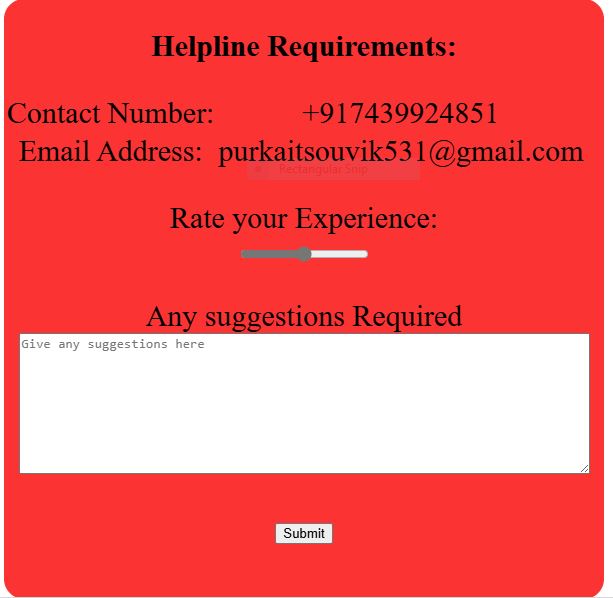 Helpline Requirements:
Contact Number: +917439924851
Email Address: purkaitsouvik531@gmail.com
Rectangular Snip
Rate your Experience:
Any suggestions Required
Give any suggestions here
Submit